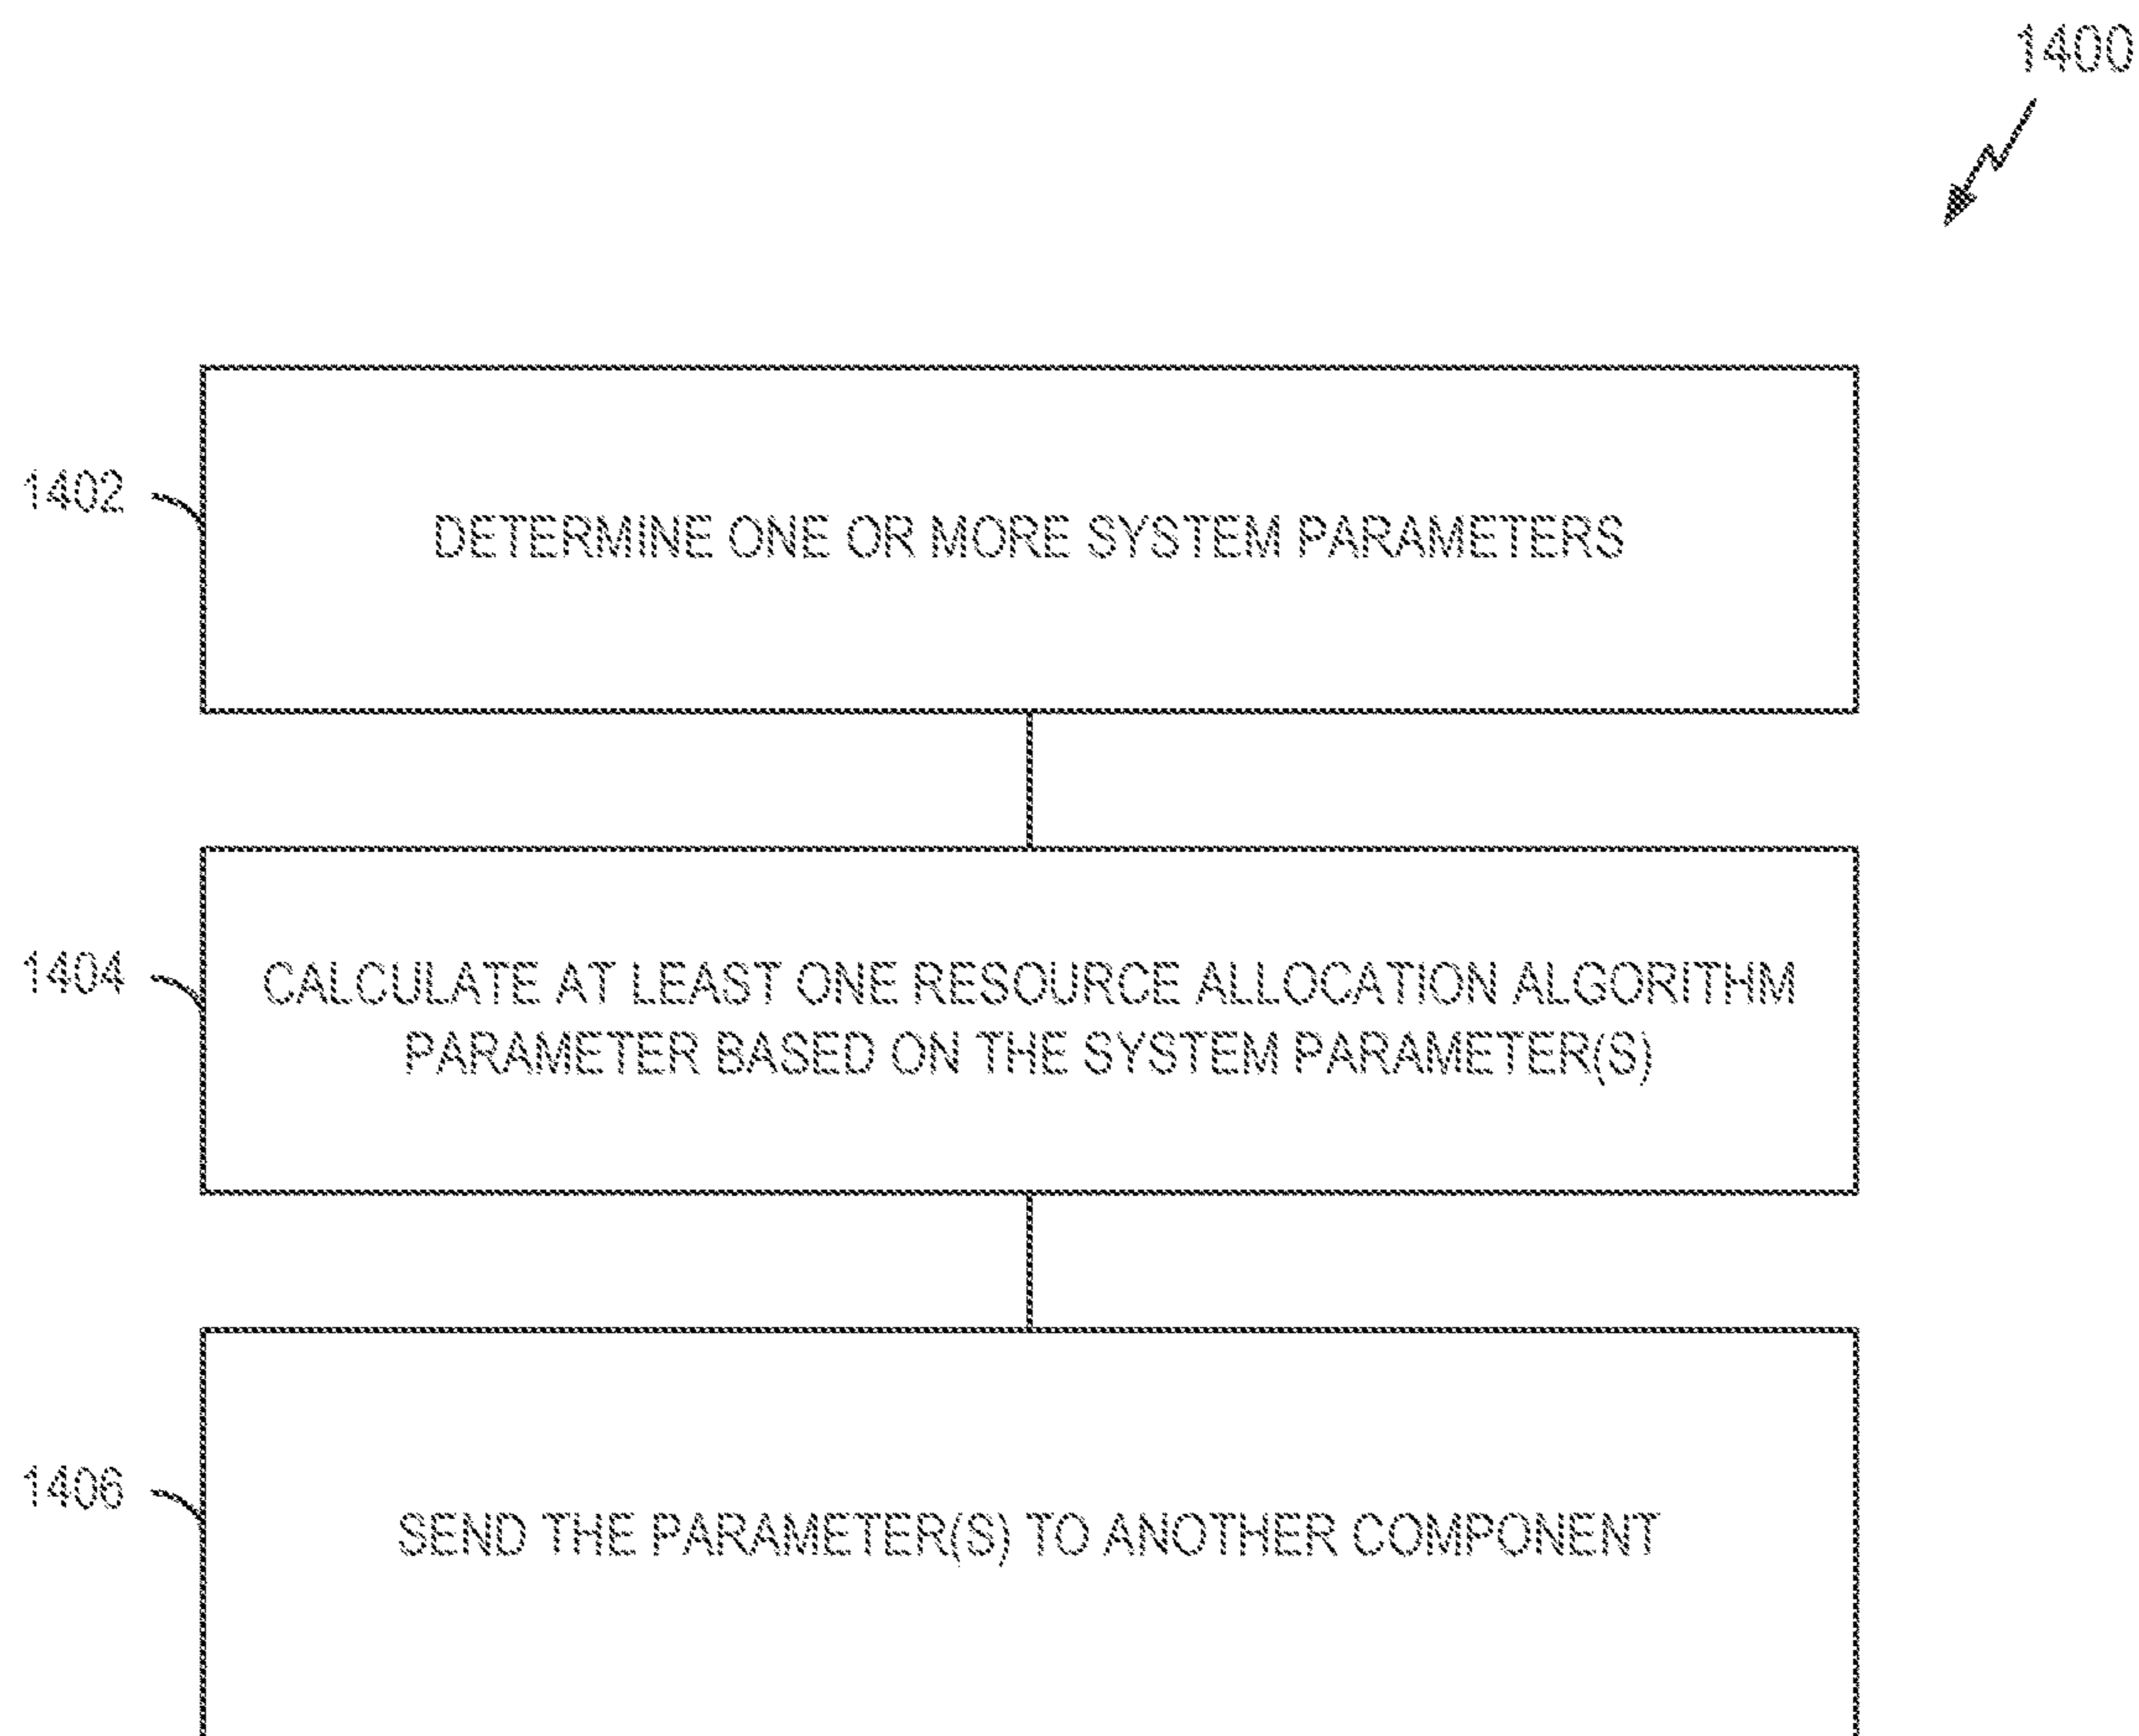 1400
1402
DETERMINE ONE OR MORE SYSTEM PARAMETERS
1404
CALCULATE AT LEAST ONE RESOURCE ALLOCATION ALGORITHM
PARAMETER BASED ON THE SYSTEM PARAMETER(S)
1406
SEND THE PARAMETER(S) TO ANOTHER COMPONENT